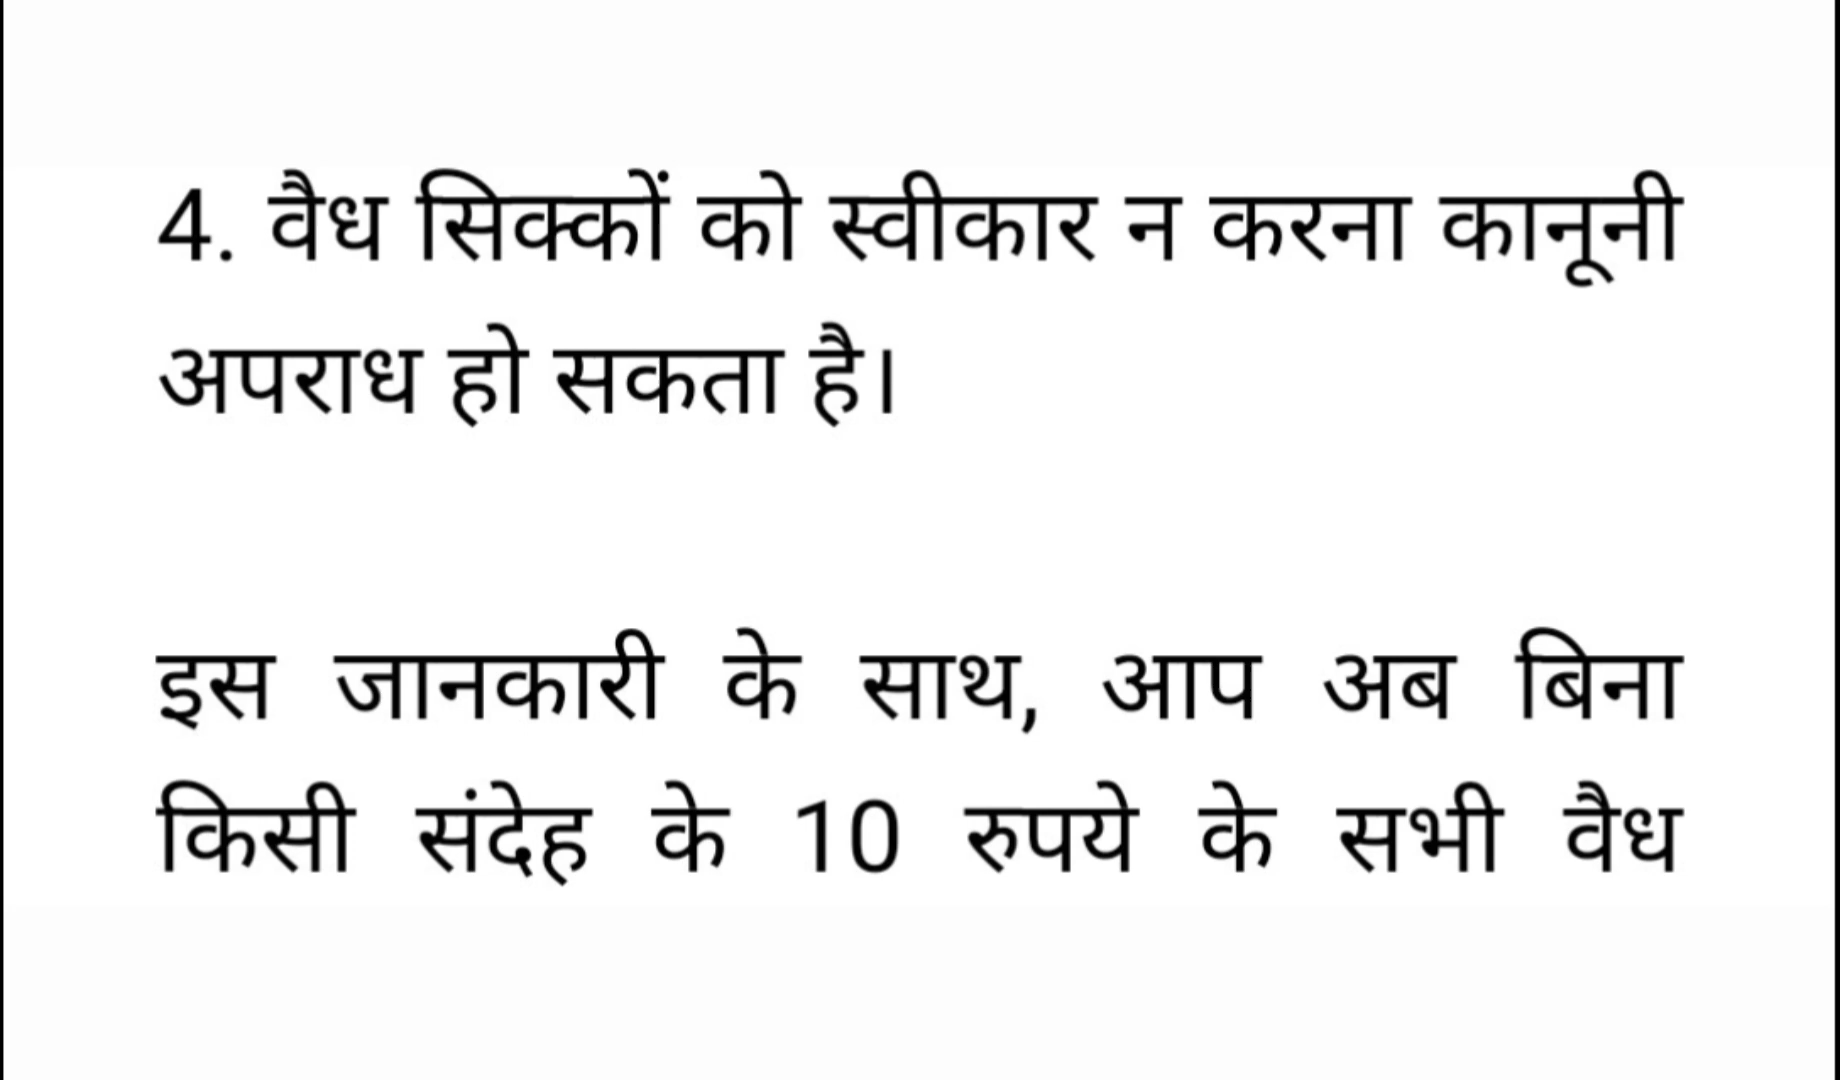 4. वैध सिक्कों को स्वीकार न करना कानूनी
अपराध हो सकता है।
इस जानकारी के साथ, आप अब बिना
किसी संदेह के 10 रुपये के सभी वैध